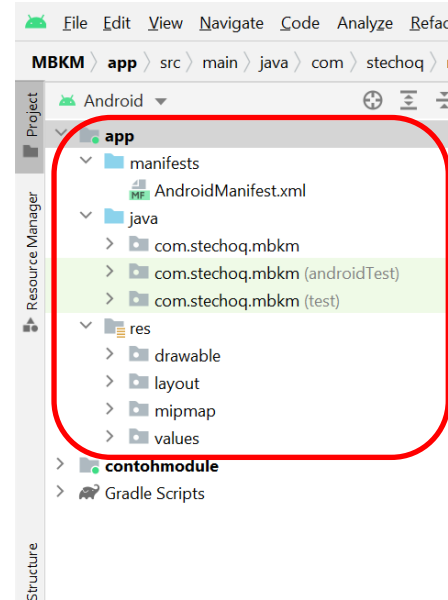 File Edit View Navigate Code Analyze Refac
MBKM app src main java com stechoq
Project
Android
app
manifests
MF
AndroidManifest.xml
java
com.stechoq.mbkm
com.stechoq.mbkm (androidTest)
com.stechoq.mbkm (test)
res
drawable
layout
mipmap
values
contohmodule
Gradle Scripts
Resource Manager
Structure